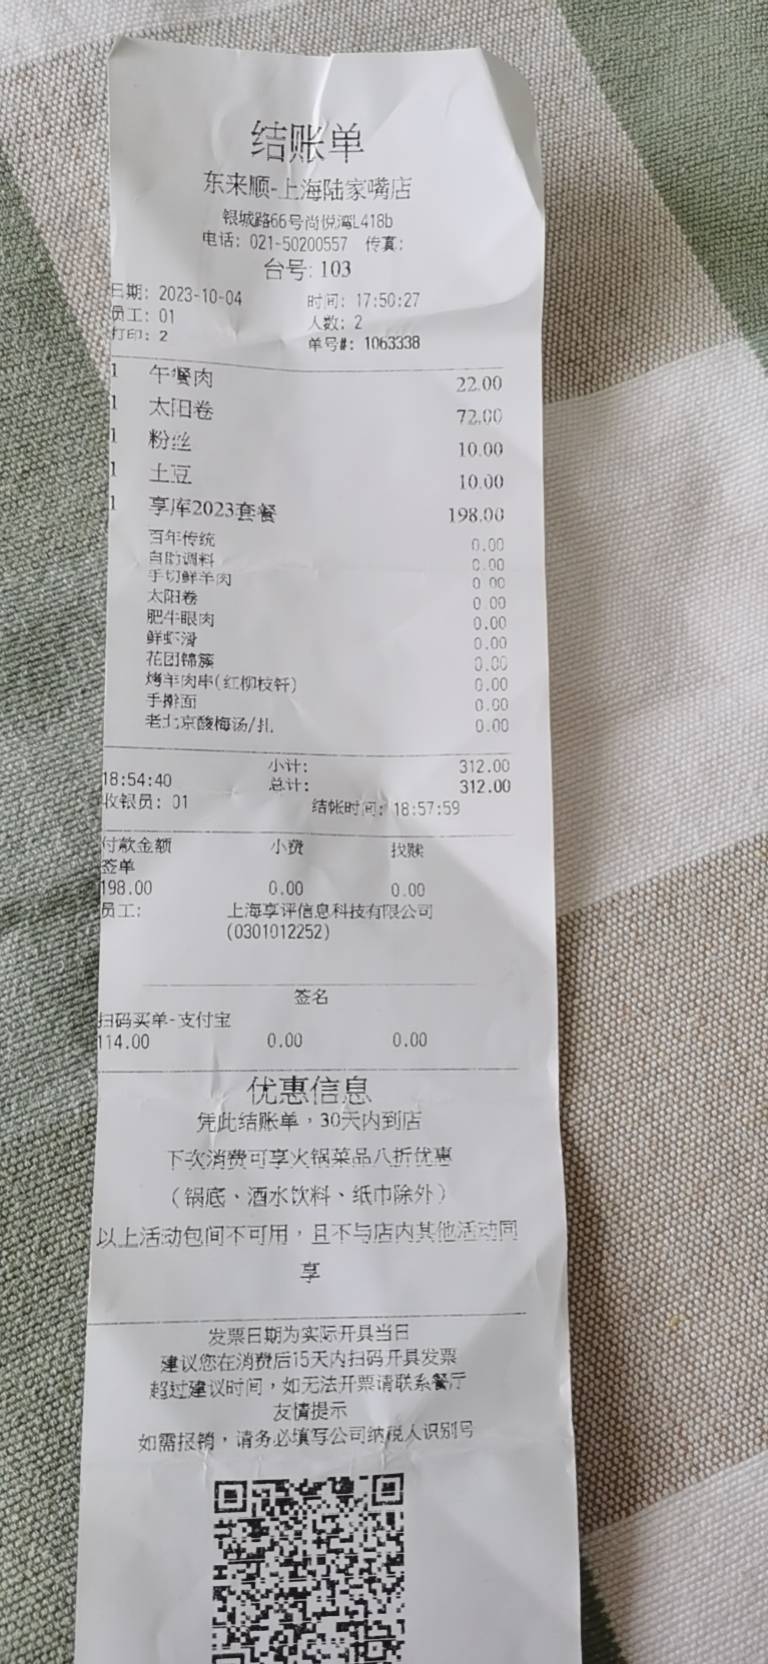 结账单
东来顺-上海陆家嘴店
银城路66号尚悦湾L418b
电话: 021-50200557 传真:
台号: 103
日期: 2023-10-04 时间: 17:50:27
员工: 01 人数: 2
打印: 2 单号#: 1063338
1 午餐肉 22.00
1 太阳卷 72.00
1 粉丝 10.00
1 土豆 10.00
1 享库2023套餐 198.00
百年传统 0.00
自助调料 0.00
手切鲜羊肉 0.00
太阳卷 0.00
肥牛眼肉 0.00
鲜虾滑 0.00
花团锦簇 0.00
烤羊肉串(红柳枝钎) 0.00
手擀面 0.00
老北京酸梅汤/扎 0.00
小计: 312.00
18:54:40 总计: 312.00
收银员: 01 结帐时间: 18:57:59
付款金额 小费 找赎
签单
198.00 0.00 0.00
员工: 上海享评信息科技有限公司
(0301012252)
签名
扫码买单-支付宝
114.00 0.00 0.00
优惠信息
凭此结账单，30天内到店
下次消费可享火锅菜品八折优惠
（锅底、酒水饮料、纸巾除外）
以上活动包间不可用，且不与店内其他活动同
享
发票日期为实际开具当日
建议您在消费后15天内扫码开具发票
超过建议时间，如无法开票请联系餐厅
友情提示
如需报销，请务必填写公司纳税人识别号